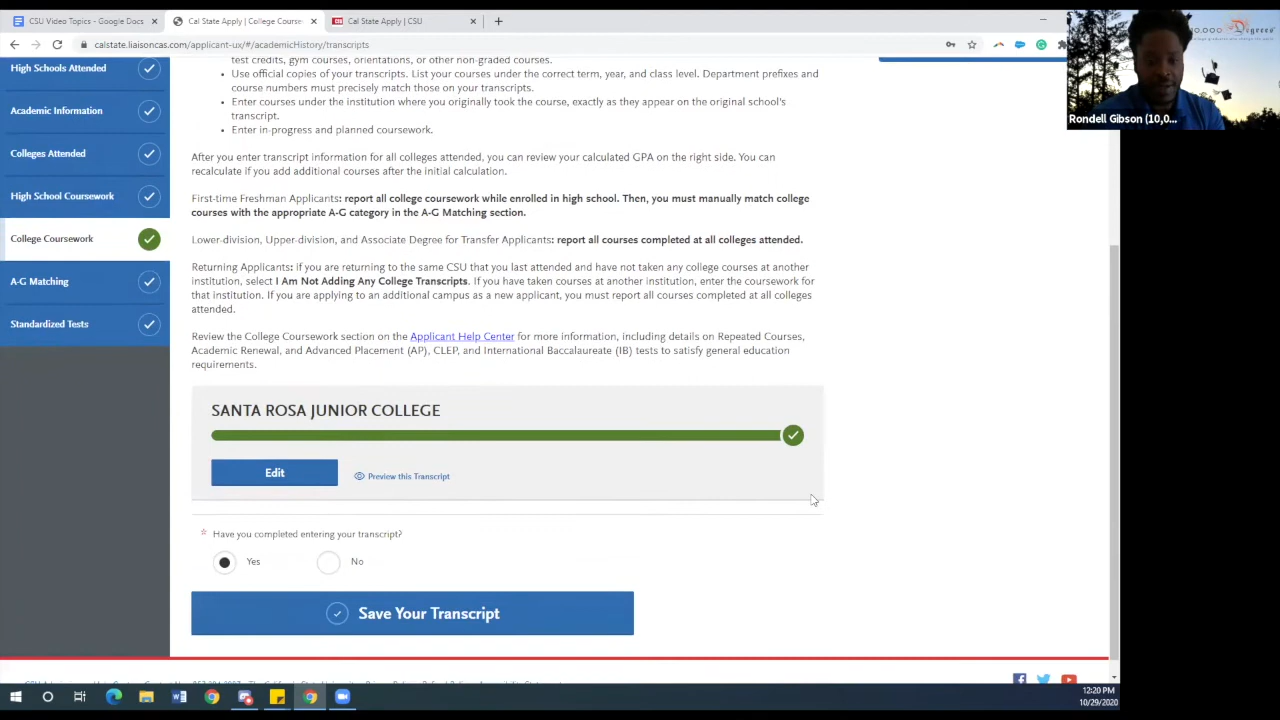 CSU Video Topics - Google Docs
Cal State Apply | College Course
Cal State Apply | CSU
calstate.liaisoncas.com/applicant-ux/#/academicHistory/transcripts
Rondell Gibson (10,0...
High Schools Attended
Academic Information
Colleges Attended
High School Coursework
College Coursework
A-G Matching
Standardized Tests
test credits, gym courses, orientations, or other non-graded courses.
• Use official copies of your transcripts. List your courses under the correct term, year, and class level. Department prefixes and
course numbers must precisely match those on your transcripts.
• Enter courses under the institution where you originally took the course, exactly as they appear on the original school's
transcript.
• Enter in-progress and planned coursework.
After you enter transcript information for all colleges attended, you can review your calculated GPA on the right side. You can
recalculate if you add additional courses after the initial calculation.
First-time Freshman Applicants: report all college coursework while enrolled in high school. Then, you must manually match college
courses with the appropriate A-G category in the A-G Matching section.
Lower-division, Upper-division, and Associate Degree for Transfer Applicants: report all courses completed at all colleges attended.
Returning Applicants: if you are returning to the same CSU that you last attended and have not taken any college courses at another
institution, select I Am Not Adding Any College Transcripts. If you have taken courses at another institution, enter the coursework for
that institution. If you are applying to an additional campus as a new applicant, you must report all courses completed at all colleges
attended.
Review the College Coursework section on the Applicant Help Center for more information, including details on Repeated Courses,
Academic Renewal, and Advanced Placement (AP), CLEP, and International Baccalaureate (IB) tests to satisfy general education
requirements.
SANTA ROSA JUNIOR COLLEGE
Edit
Preview this Transcript
* Have you completed entering your transcript?
Yes No
Save Your Transcript
12:20 PM
10/29/2020